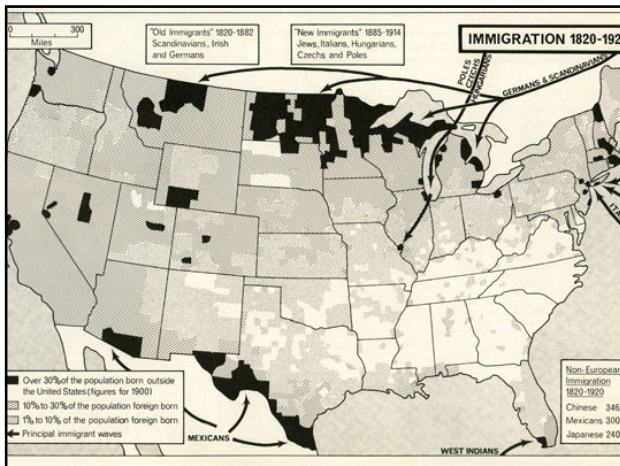 0 300
Miles
"Old Immigrants" 1820-1882
Scandinavians, Irish
and Germans
"New Immigrants" 1885-1914
Jews, Italians, Hungarians,
Czechs and Poles
IMMIGRATION 1820-192
POLES
CZECHS
HUNGARIANS
GERMANS & SCANDINAVIANS
ITA
Over 30% of the population born outside
the United States (figures for 1900)
10% to 30% of the population foreign born
1% to 10% of the population foreign born
Principal immigrant waves
MEXICANS
WEST INDIANS
Non-European
Immigration
1820-1920
Chinese 346,
Mexicans 300
Japanese 240